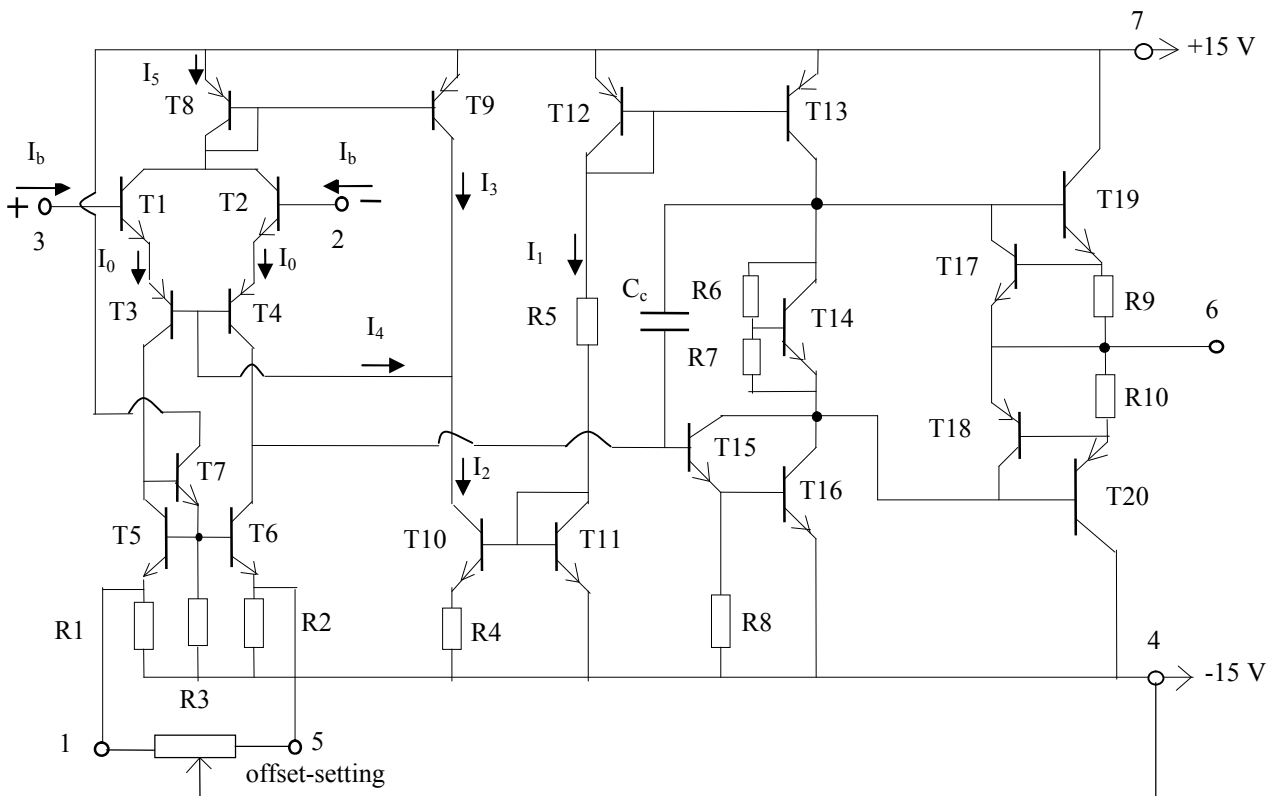 7
+15 V
I5
T8
T9
T12
T13
Ib
Ib
+
3
T1
T2
2
−
I3
T19
I0
I0
I1
T17
T3
T4
R5
Cc
R6
T14
R9
6
I4
R7
R10
T18
T7
I2
T15
T16
T20
T5
T6
T10
T11
R1
R2
R4
R8
4
-15 V
R3
1
5
offset-setting